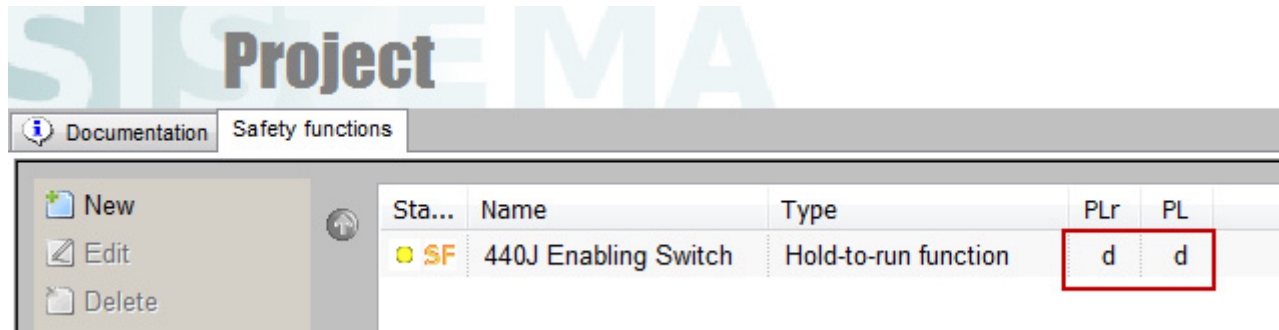 SISTEMA
Project
Documentation Safety functions
New
Sta... Name Type PLr PL
SF 440J Enabling Switch Hold-to-run function d d
Edit
Delete